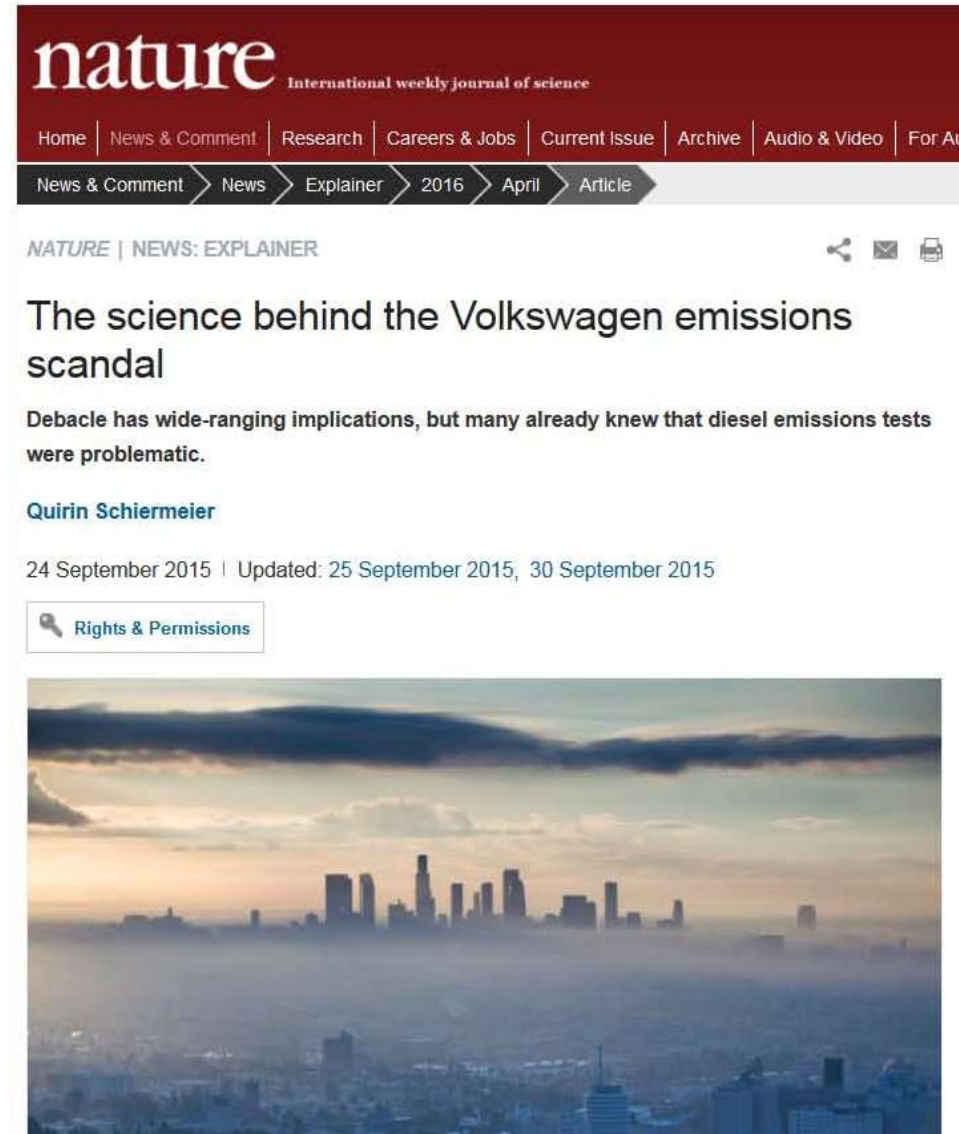 nature International weekly journal of science
Home News & Comment Research Careers & Jobs Current Issue Archive Audio & Video For Au
News & Comment News Explainer 2016 April Article
NATURE | NEWS: EXPLAINER
The science behind the Volkswagen emissions
scandal
Debacle has wide-ranging implications, but many already knew that diesel emissions tests
were problematic.
Quirin Schiermeier
24 September 2015 | Updated: 25 September 2015, 30 September 2015
Rights & Permissions